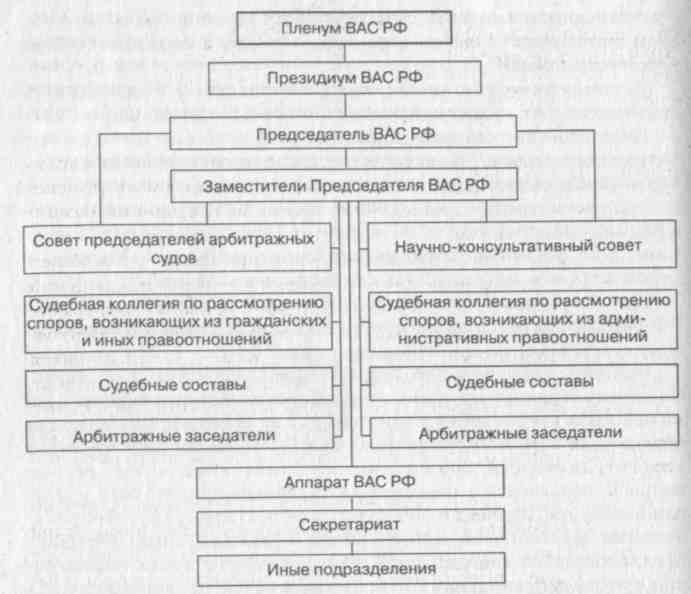 Пленум ВАС РФ
Президиум ВАС РФ
Председатель ВАС РФ
Заместители Председателя ВАС РФ
Совет председателей арбитражных
судов
Научно-консультативный совет
Судебная коллегия по рассмотрению
споров, возникающих из гражданских
и иных правоотношений
Судебная коллегия по рассмотрению
споров, возникающих из адми-
нистративных правоотношений
Судебные составы
Судебные составы
Арбитражные заседатели
Арбитражные заседатели
Аппарат ВАС РФ
Секретариат
Иные подразделения